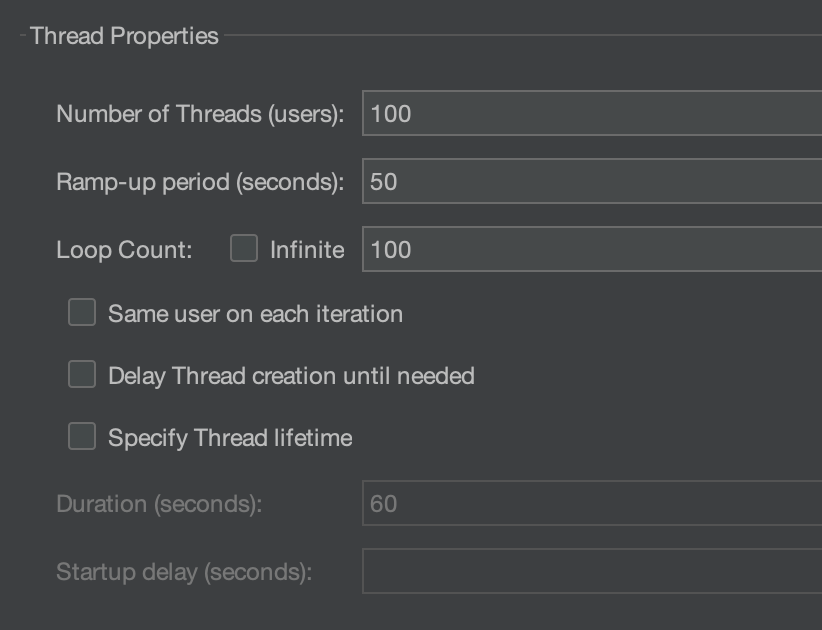 Thread Properties
Number of Threads (users): 100
Ramp-up period (seconds): 50
Loop Count: Infinite 100
Same user on each iteration
Delay Thread creation until needed
Specify Thread lifetime
Duration (seconds): 60
Startup delay (seconds):